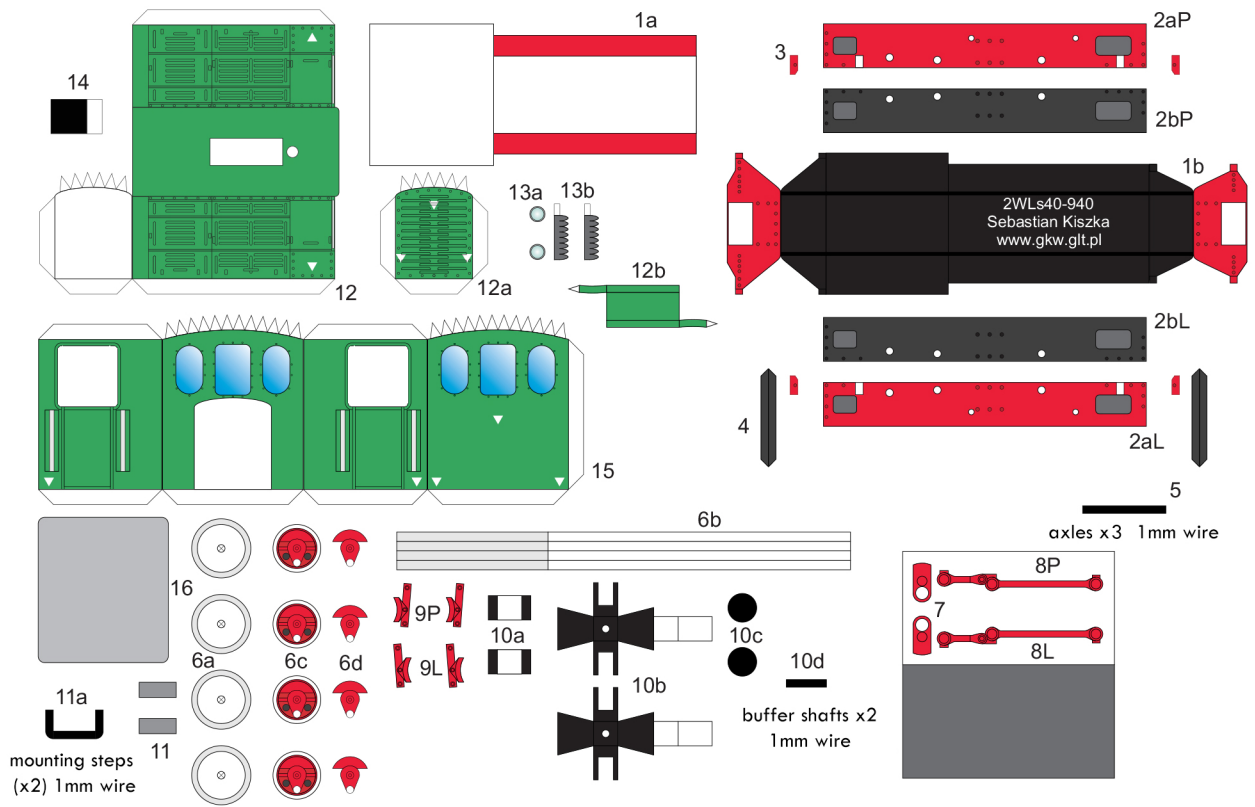 1a
2aP
3
14
2bP
1b
2WLs40-940
Sebastian Kiszka
www.gkw.glt.pl
13a
13b
12b
12
12a
2bL
4
2aL
15
5
axles x3 1mm wire
6b
16
8P
7
9P
10a
10c
8L
6a
6c
6d
9L
10d
11a
10b
11
buffer shafts x2
1mm wire
mounting steps
(x2) 1mm wire